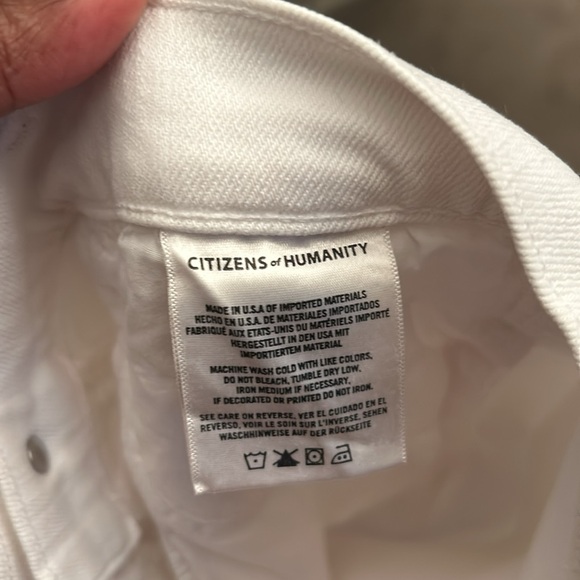 CITIZENS of HUMANITY
MADE IN U.S.A OF IMPORTED MATERIALS
HECHO EN U.S.A. DE MATERIALES IMPORTADOS
FABRIQUÉ AUX ETATS-UNIS DU MATÉRIELS IMPORTÉ
HERGESTELLT IN DEN USA MIT
IMPORTIERTEM MATERIAL
MACHINE WASH COLD WITH LIKE COLORS,
DO NOT BLEACH, TUMBLE DRY LOW,
IRON MEDIUM IF NECESSARY.
IF DECORATED OR PRINTED DO NOT IRON.
SEE CARE ON REVERSE, VER EL CUIDADO EN EL
REVERSO, VOIR LE SOIN SUR L'INVERSE, SEHEN
WASCHHINWEISE AUF DER RÜCKSEITE